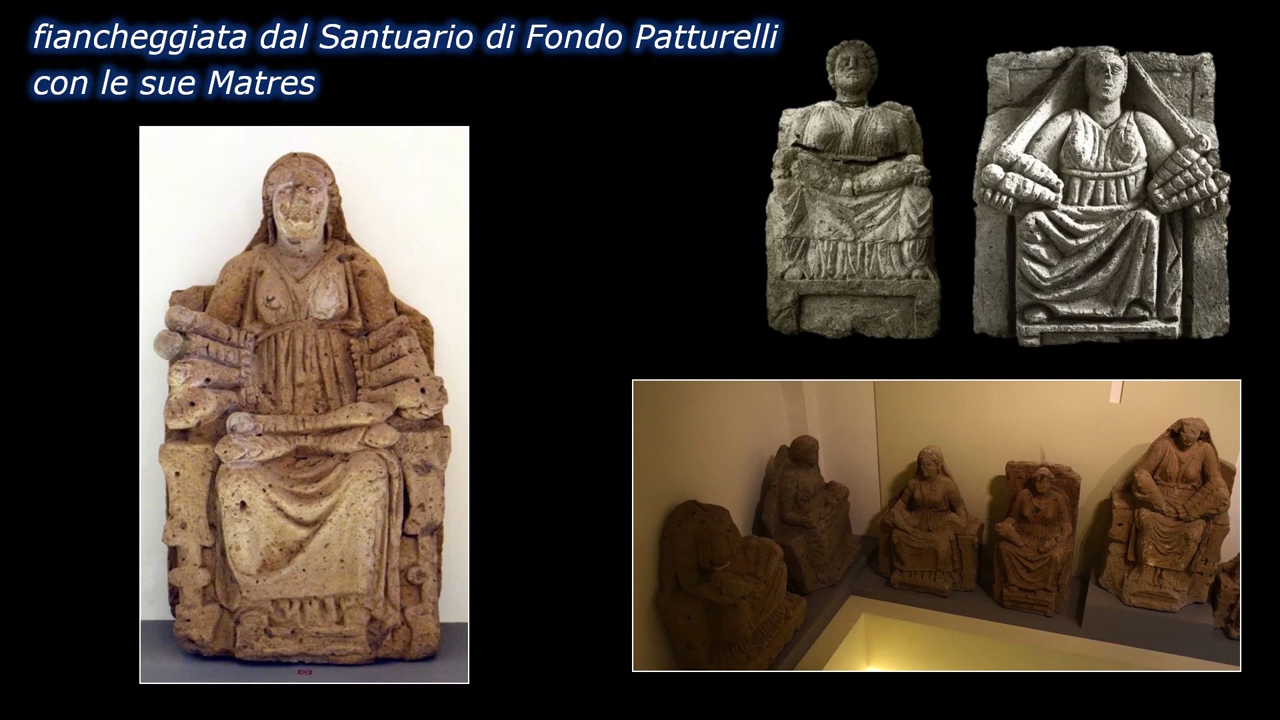 fiancheggiata dal Santuario di Fondo Patturelli
con le sue Matres